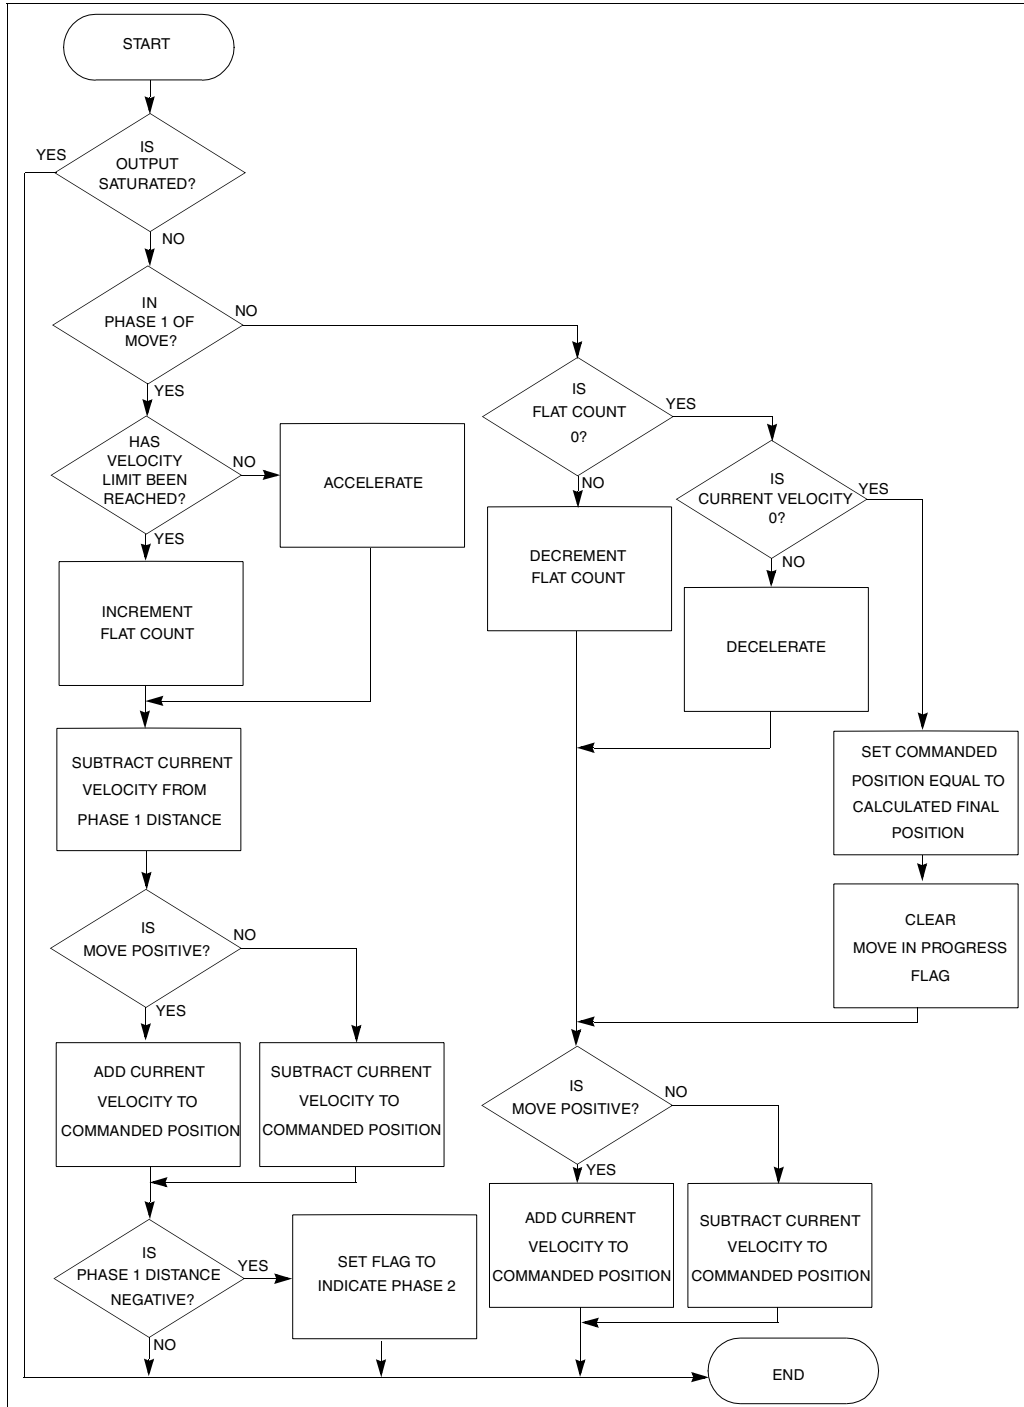 START
IS
OUTPUT
SATURATED?
YES
NO
IN
PHASE 1 OF
MOVE?
NO
YES
HAS
VELOCITY
LIMIT BEEN
REACHED?
NO
YES
ACCELERATE
INCREMENT
FLAT COUNT
SUBTRACT CURRENT
VELOCITY FROM
PHASE 1 DISTANCE
IS
MOVE POSITIVE?
NO
YES
ADD CURRENT
VELOCITY TO
COMMANDED POSITION
SUBTRACT CURRENT
VELOCITY TO
COMMANDED POSITION
IS
PHASE 1 DISTANCE
NEGATIVE?
YES
NO
SET FLAG TO
INDICATE PHASE 2
IS
FLAT COUNT
0?
YES
NO
DECREMENT
FLAT COUNT
IS
CURRENT VELOCITY
0?
YES
NO
DECELERATE
SET COMMANDED
POSITION EQUAL TO
CALCULATED FINAL
POSITION
CLEAR
MOVE IN PROGRESS
FLAG
IS
MOVE POSITIVE?
NO
YES
ADD CURRENT
VELOCITY TO
COMMANDED POSITION
SUBTRACT CURRENT
VELOCITY TO
COMMANDED POSITION
END